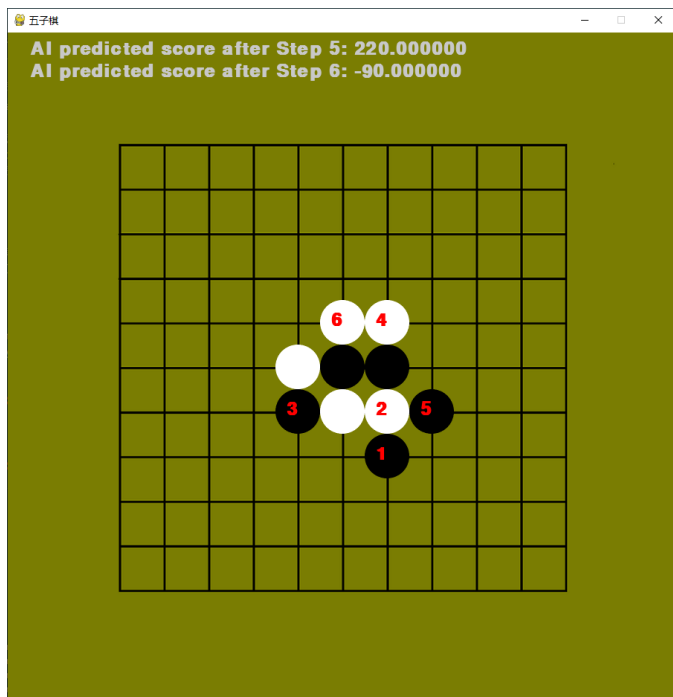 五子棋
AI predicted score after Step 5: 220.000000
AI predicted score after Step 6: -90.000000
6 4
3 2 5
1